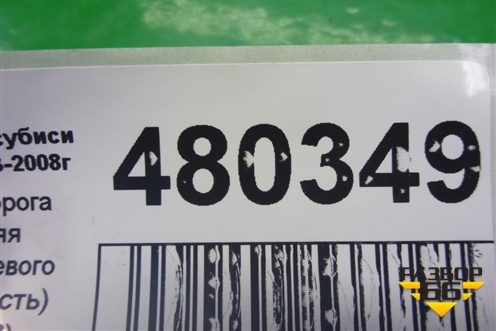 субиси
-2008г
480349
орога
яя
евого
сть)
РАЗБОР
66